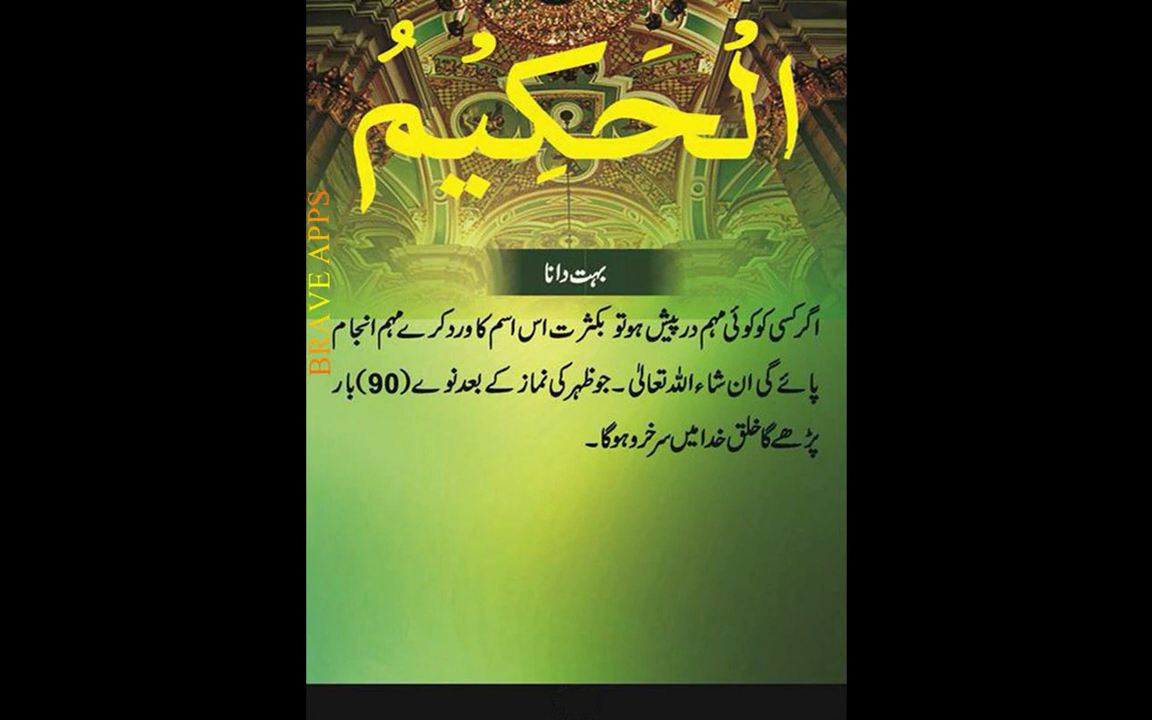 الْحَكِيْمُ
بہت دانا
اگر کسی کو کوئی مہم درپیش ہو تو بکثرت اس اسم کا ورد کرے مہم انجام
پائے گی ان شاء اللہ تعالیٰ ۔ جو ظہر کی نماز کے بعد نوے (90) بار
پڑھے گا خلق خدا میں سرخرو ہوگا ۔
BRAVE APPS